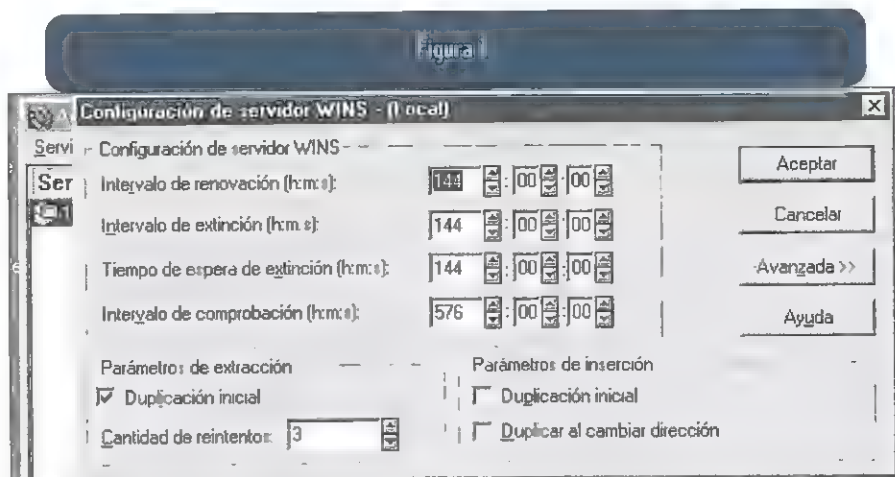 Figura
Configuración de servidor WINS - (Local)
Servi
Configuración de servidor WINS
Ser
Intervalo de renovación (h:m:s): 144 : 00 : 00
Intervalo de extinción (h:m:s): 144 : 00 : 00
Tiempo de espera de extinción (h:m:s): 144 : 00 : 00
Intervalo de comprobación (h:m:s): 576 : 00 : 00
Aceptar
Cancelar
Avanzada >>
Ayuda
Parámetros de extracción
Duplicación inicial
Cantidad de reintentos: 3
Parámetros de inserción
Duplicación inicial
Duplicar al cambiar dirección